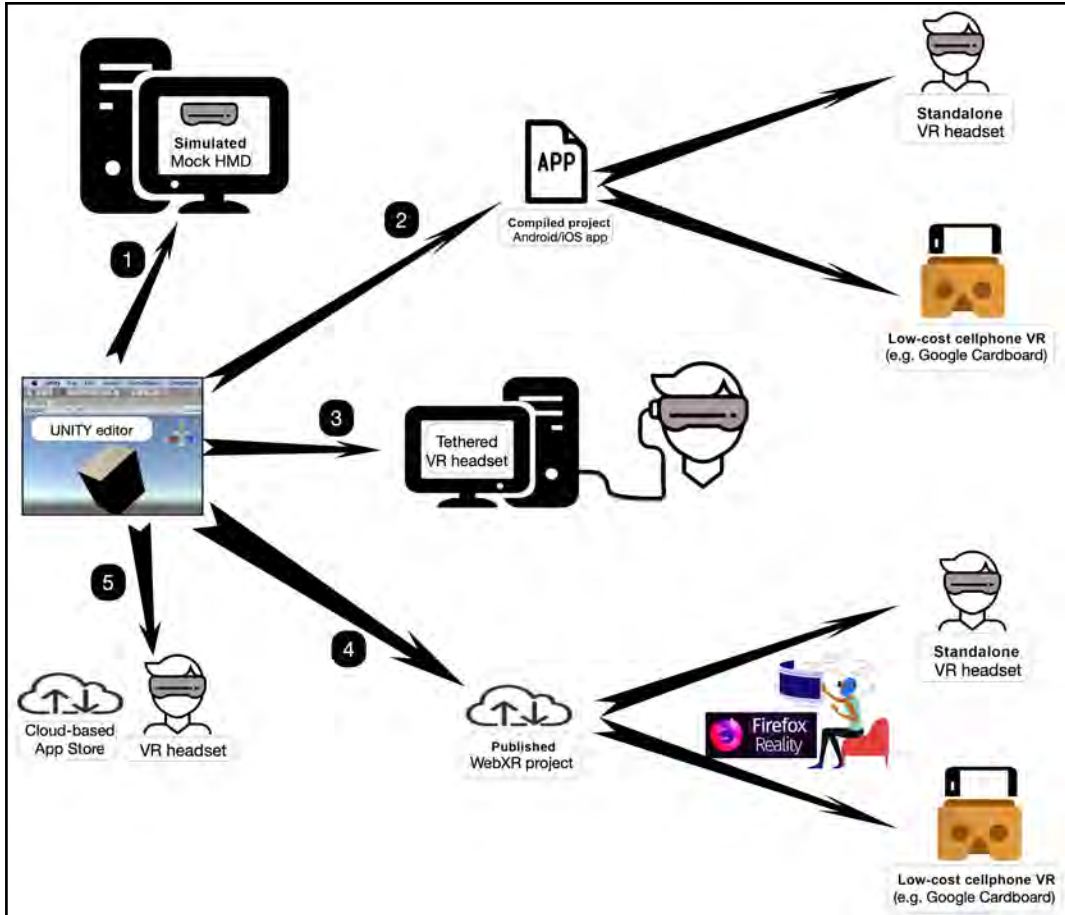 Simulated
Mock HMD
1
2
APP
Compiled project
Android/iOS app
Standalone
VR headset
Low-cost cellphone VR
(e.g. Google Cardboard)
UNITY editor
3
Tethered
VR headset
5
4
Cloud-based
App Store
VR headset
Published
WebXR project
Firefox
Reality
Standalone
VR headset
Low-cost cellphone VR
(e.g. Google Cardboard)